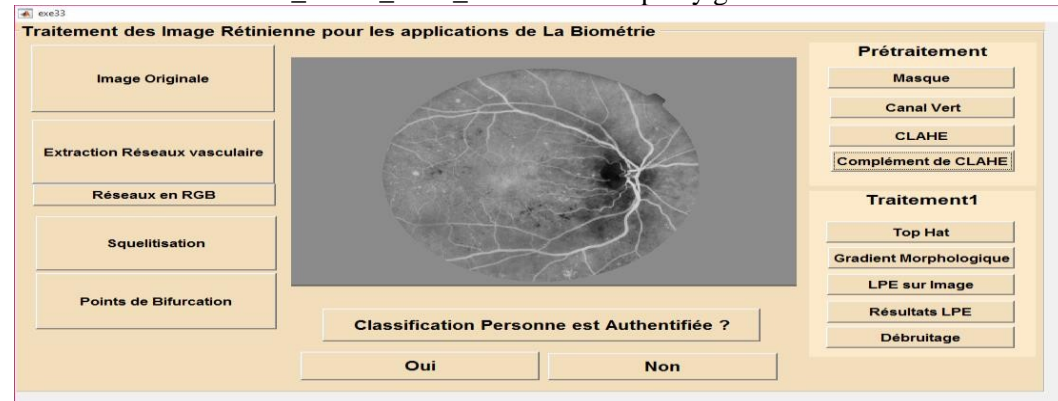 exe33
Traitement des Image Rétinienne pour les applications de La Biométrie
Image Originale
Extraction Réseaux vasculaire
Réseaux en RGB
Squelitisation
Points de Bifurcation
Classification Personne est Authentifiée ?
Oui
Non
Prétraitement
Masque
Canal Vert
CLAHE
Complément de CLAHE
Traitement1
Top Hat
Gradient Morphologique
LPE sur Image
Résultats LPE
Débruitage